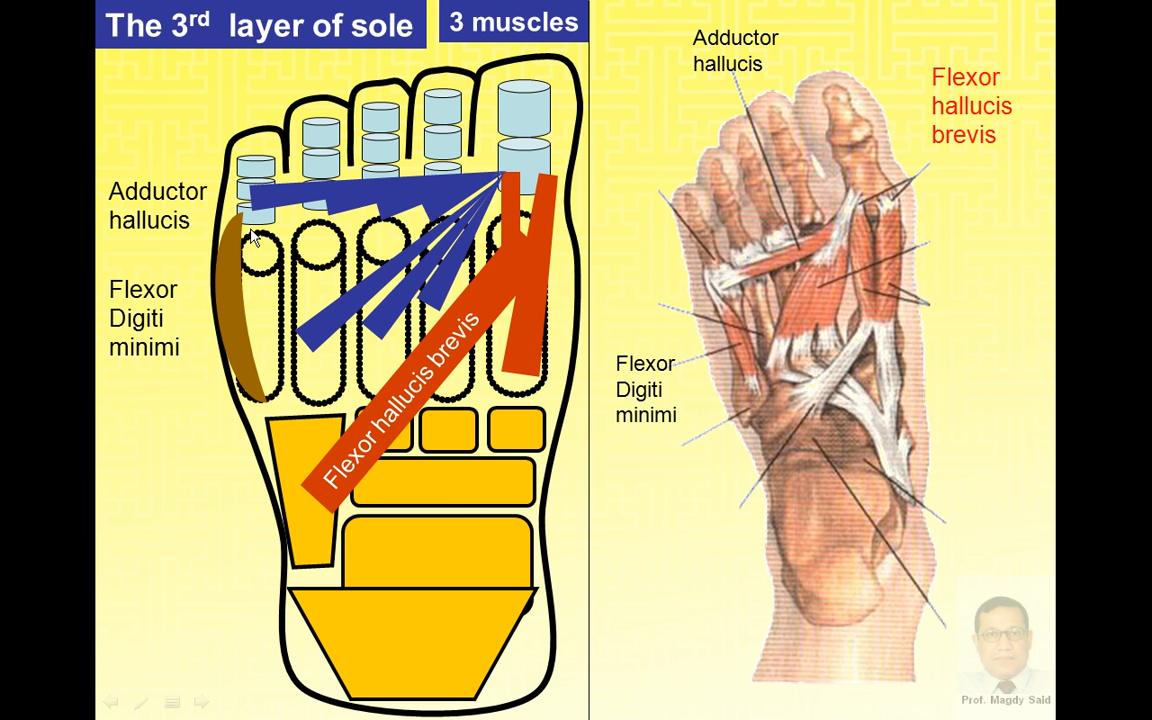 The 3rd layer of sole
3 muscles
Adductor
hallucis
Flexor
Digiti
minimi
Flexor hallucis brevis
Adductor
hallucis
Flexor
hallucis
brevis
Flexor
Digiti
minimi
Prof. Magdy Said